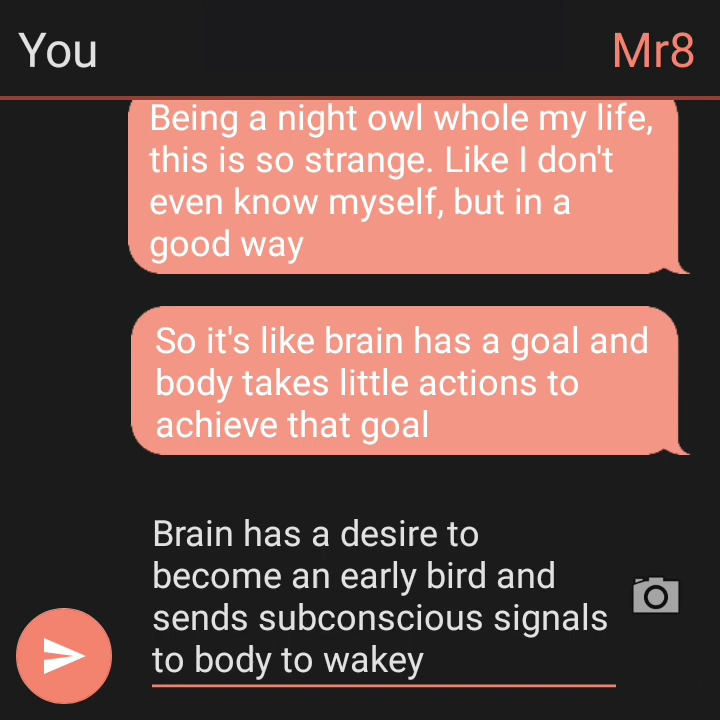 You
Mr8
Being a night owl whole my life,
this is so strange. Like I don't
even know myself, but in a
good way
So it's like brain has a goal and
body takes little actions to
achieve that goal
Brain has a desire to
become an early bird and
sends subconscious signals
to body to wakey